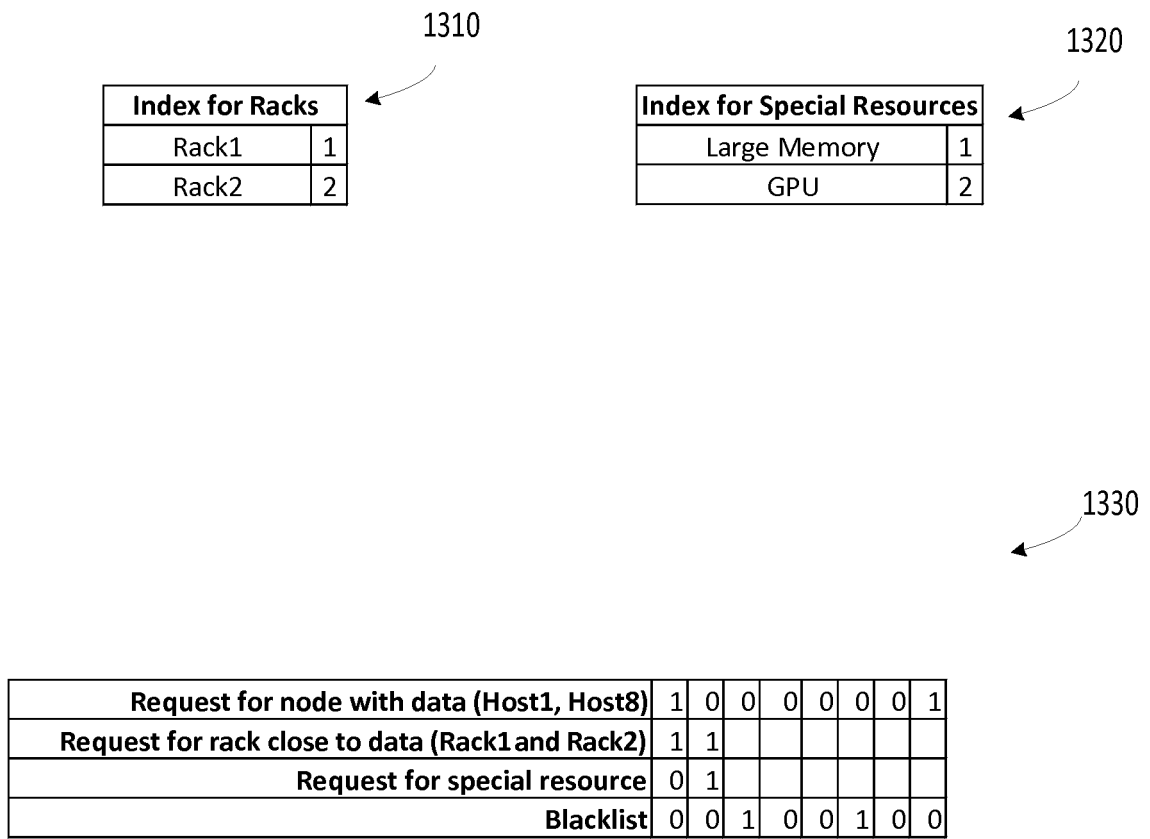 1310
1320
Index for Racks
Rack1 1
Rack2 2
Index for Special Resources
Large Memory 1
GPU 2
1330
Request for node with data (Host1, Host8) 1 0 0 0 0 0 0 1
Request for rack close to data (Rack1 and Rack2) 1 1
Request for special resource 0 1
Blacklist 0 0 1 0 0 1 0 0